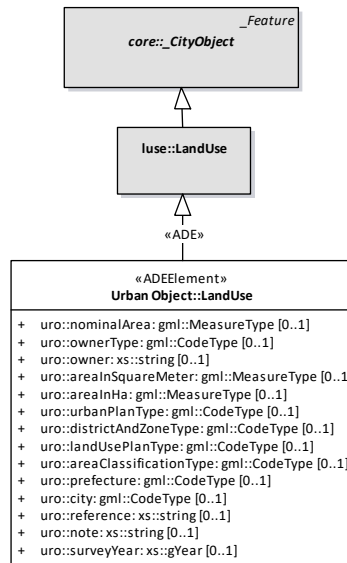 _Feature
core::_CityObject
luse::LandUse
«ADE»
«ADEElement»
Urban Object::LandUse
+ uro::nominalArea: gml::MeasureType [0..1]
+ uro::ownerType: gml::CodeType [0..1]
+ uro::owner: xs::string [0..1]
+ uro::areaInSquareMeter: gml::MeasureType [0..1]
+ uro::areaInHa: gml::MeasureType [0..1]
+ uro::urbanPlanType: gml::CodeType [0..1]
+ uro::districtAndZoneType: gml::CodeType [0..1]
+ uro::landUsePlanType: gml::CodeType [0..1]
+ uro::areaClassificationType: gml::CodeType [0..1]
+ uro::prefecture: gml::CodeType [0..1]
+ uro::city: gml::CodeType [0..1]
+ uro::reference: xs::string [0..1]
+ uro::note: xs::string [0..1]
+ uro::surveyYear: xs::gYear [0..1]